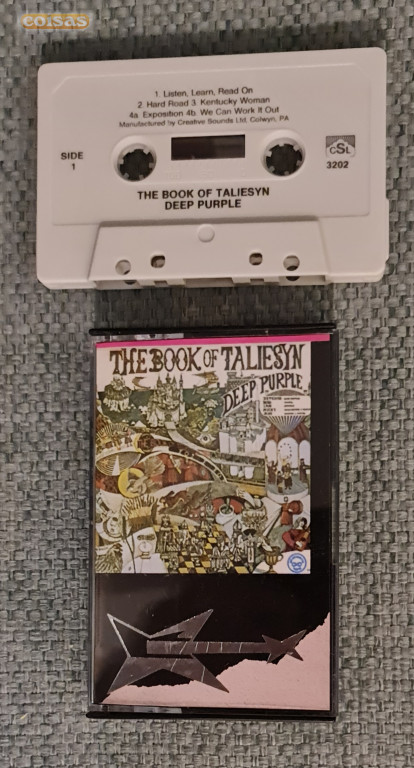 coisas
1. Listen, Learn, Read On
2. Hard Road 3. Kentucky Woman
4a Exposition 4b. We Can Work It Out
Manufactured by Creative Sounds Ltd. Colwyn, PA
SIDE
1
CSL
3202
THE BOOK OF TALIESYN
DEEP PURPLE
THE BOOK OF TALIESYN
DEEP PURPLE